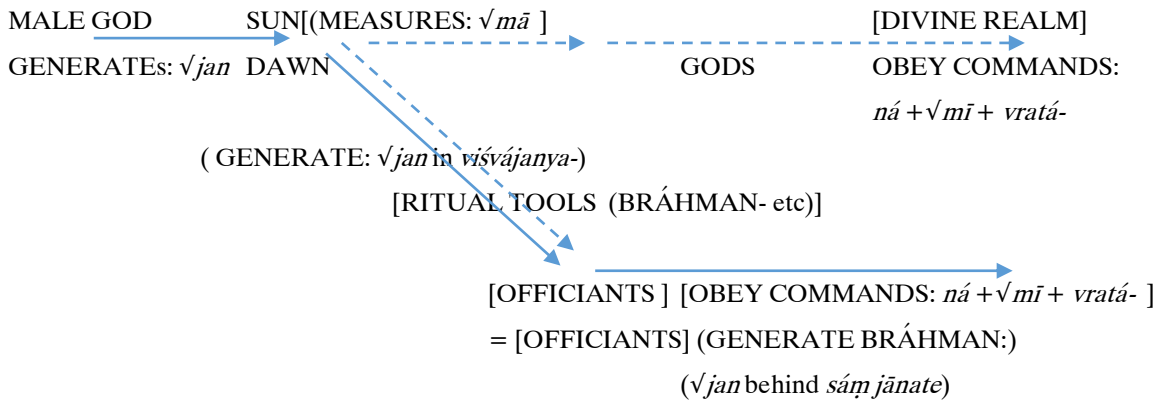 MALE GOD SUN[(MEASURES: √mā ] [DIVINE REALM]
GENERATEs: √jan DAWN GODS OBEY COMMANDS:
ná +√mī + vratá-
( GENERATE: √jan in viśvájanya-)
[RITUAL TOOLS (BRÁHMAN- etc)]
[OFFICIANTS ] [OBEY COMMANDS: ná +√mī + vratá- ]
= [OFFICIANTS] (GENERATE BRÁHMAN:)
(√jan behind sáṃ jānate)